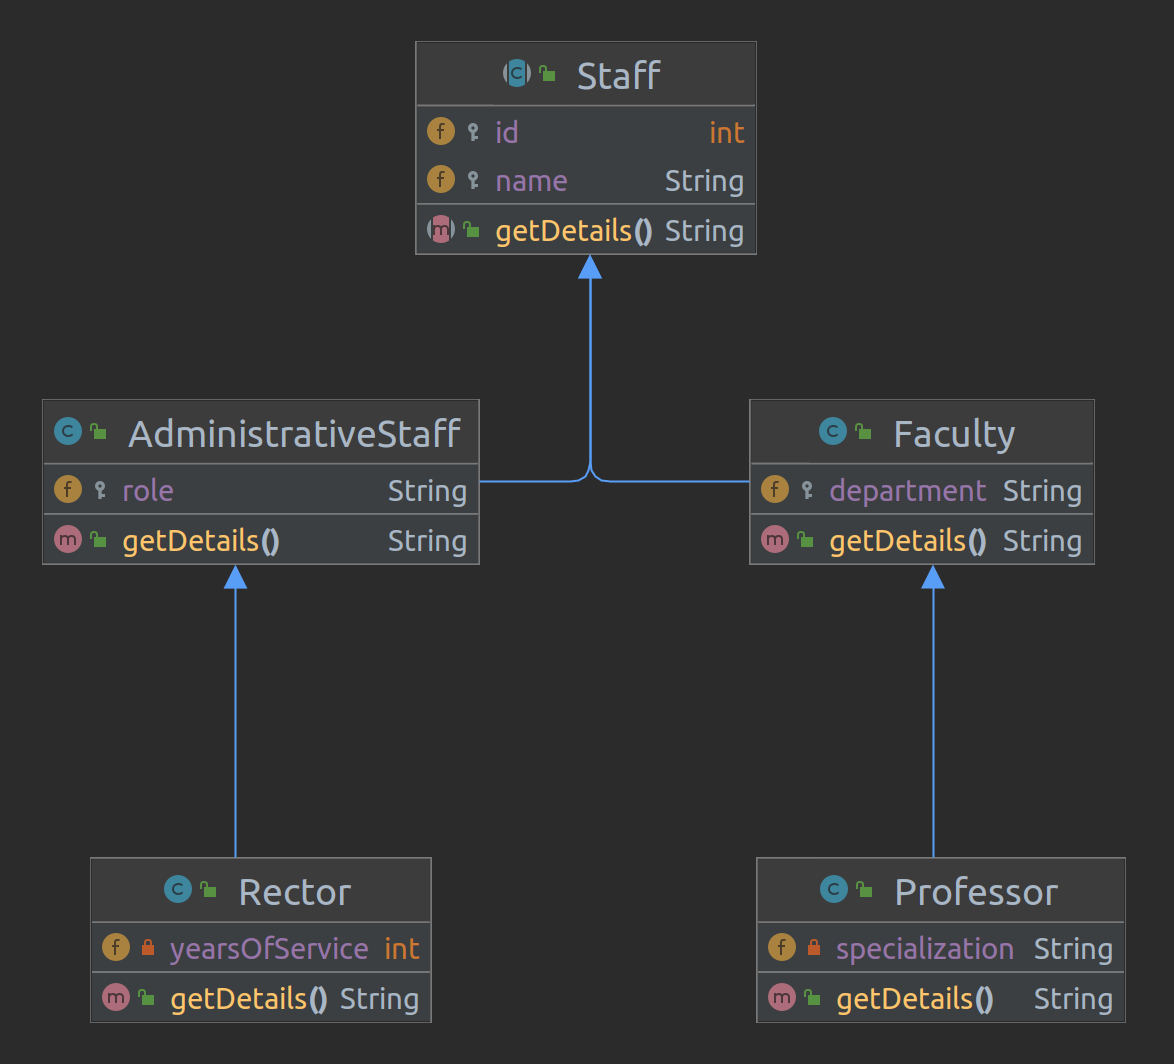 Staff
id int
name String
getDetails() String
AdministrativeStaff
role String
getDetails() String
Faculty
department String
getDetails() String
Rector
yearsOfService int
getDetails() String
Professor
specialization String
getDetails() String